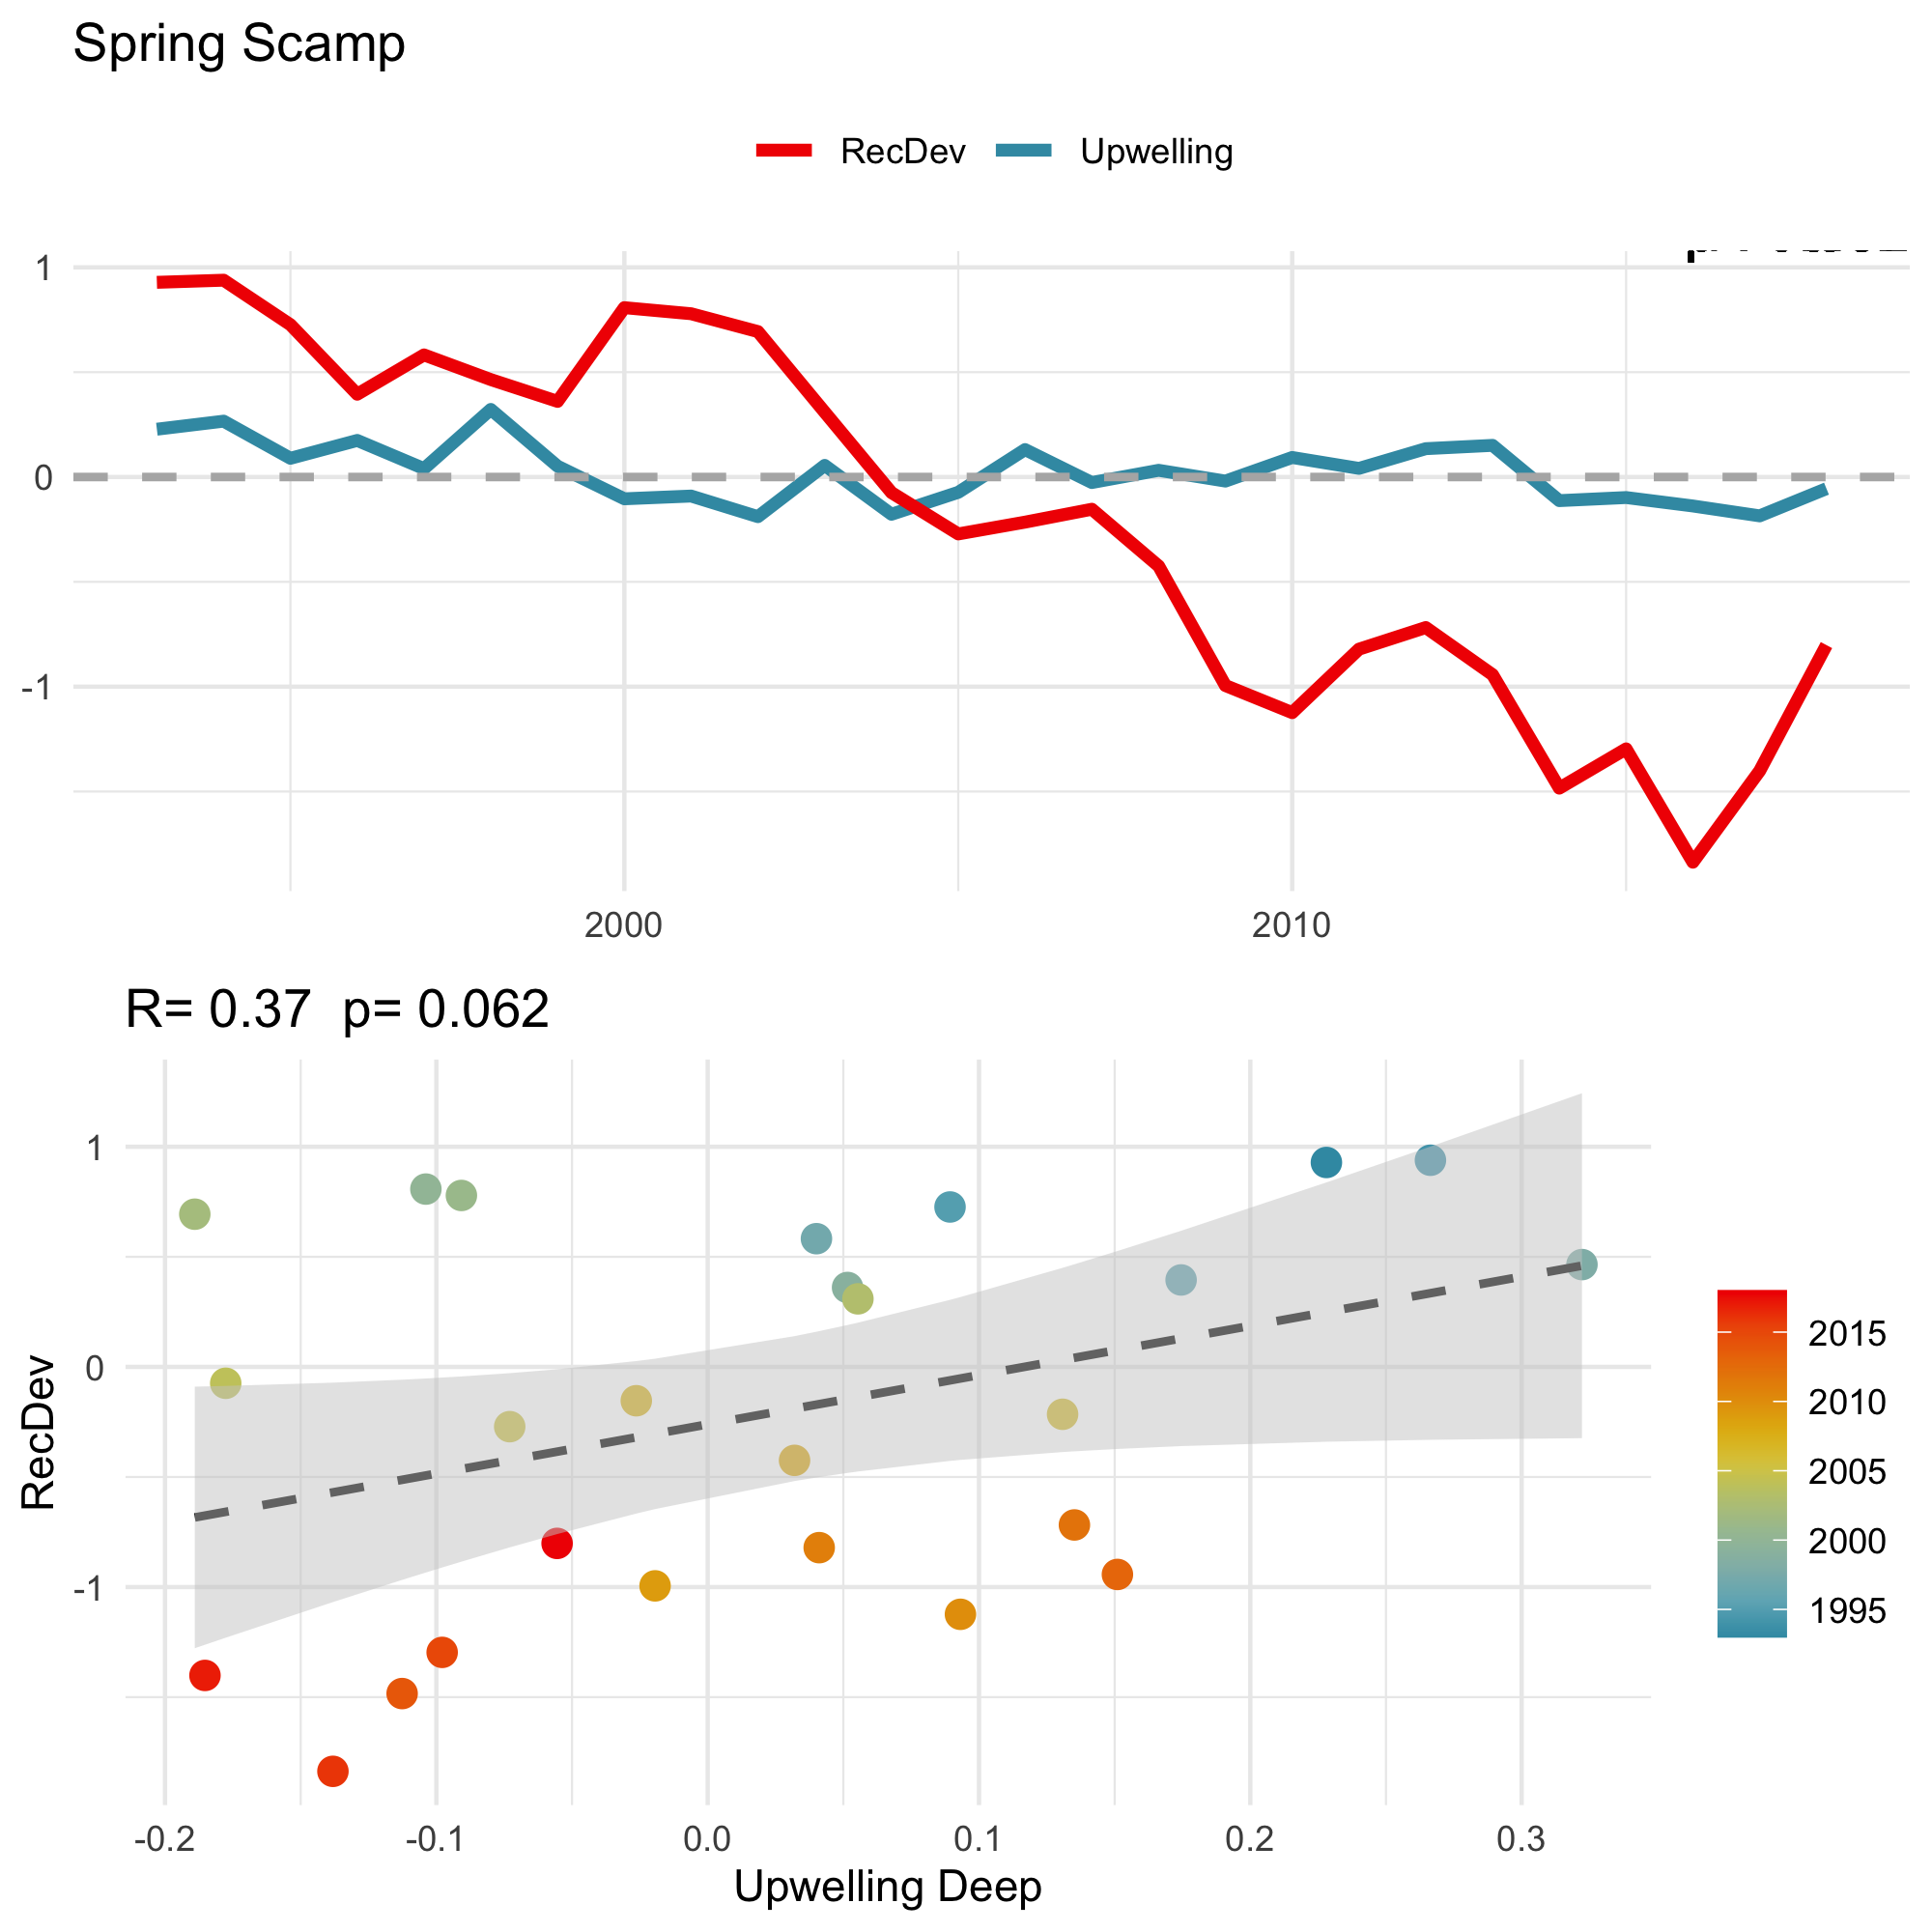 Spring Scamp
RecDev Upwelling
1
0
-1
2000 2010
R= 0.37 p= 0.062
1
0
-1
RecDev
-0.2 -0.1 0.0 0.1 0.2 0.3
Upwelling Deep
2015
2010
2005
2000
1995